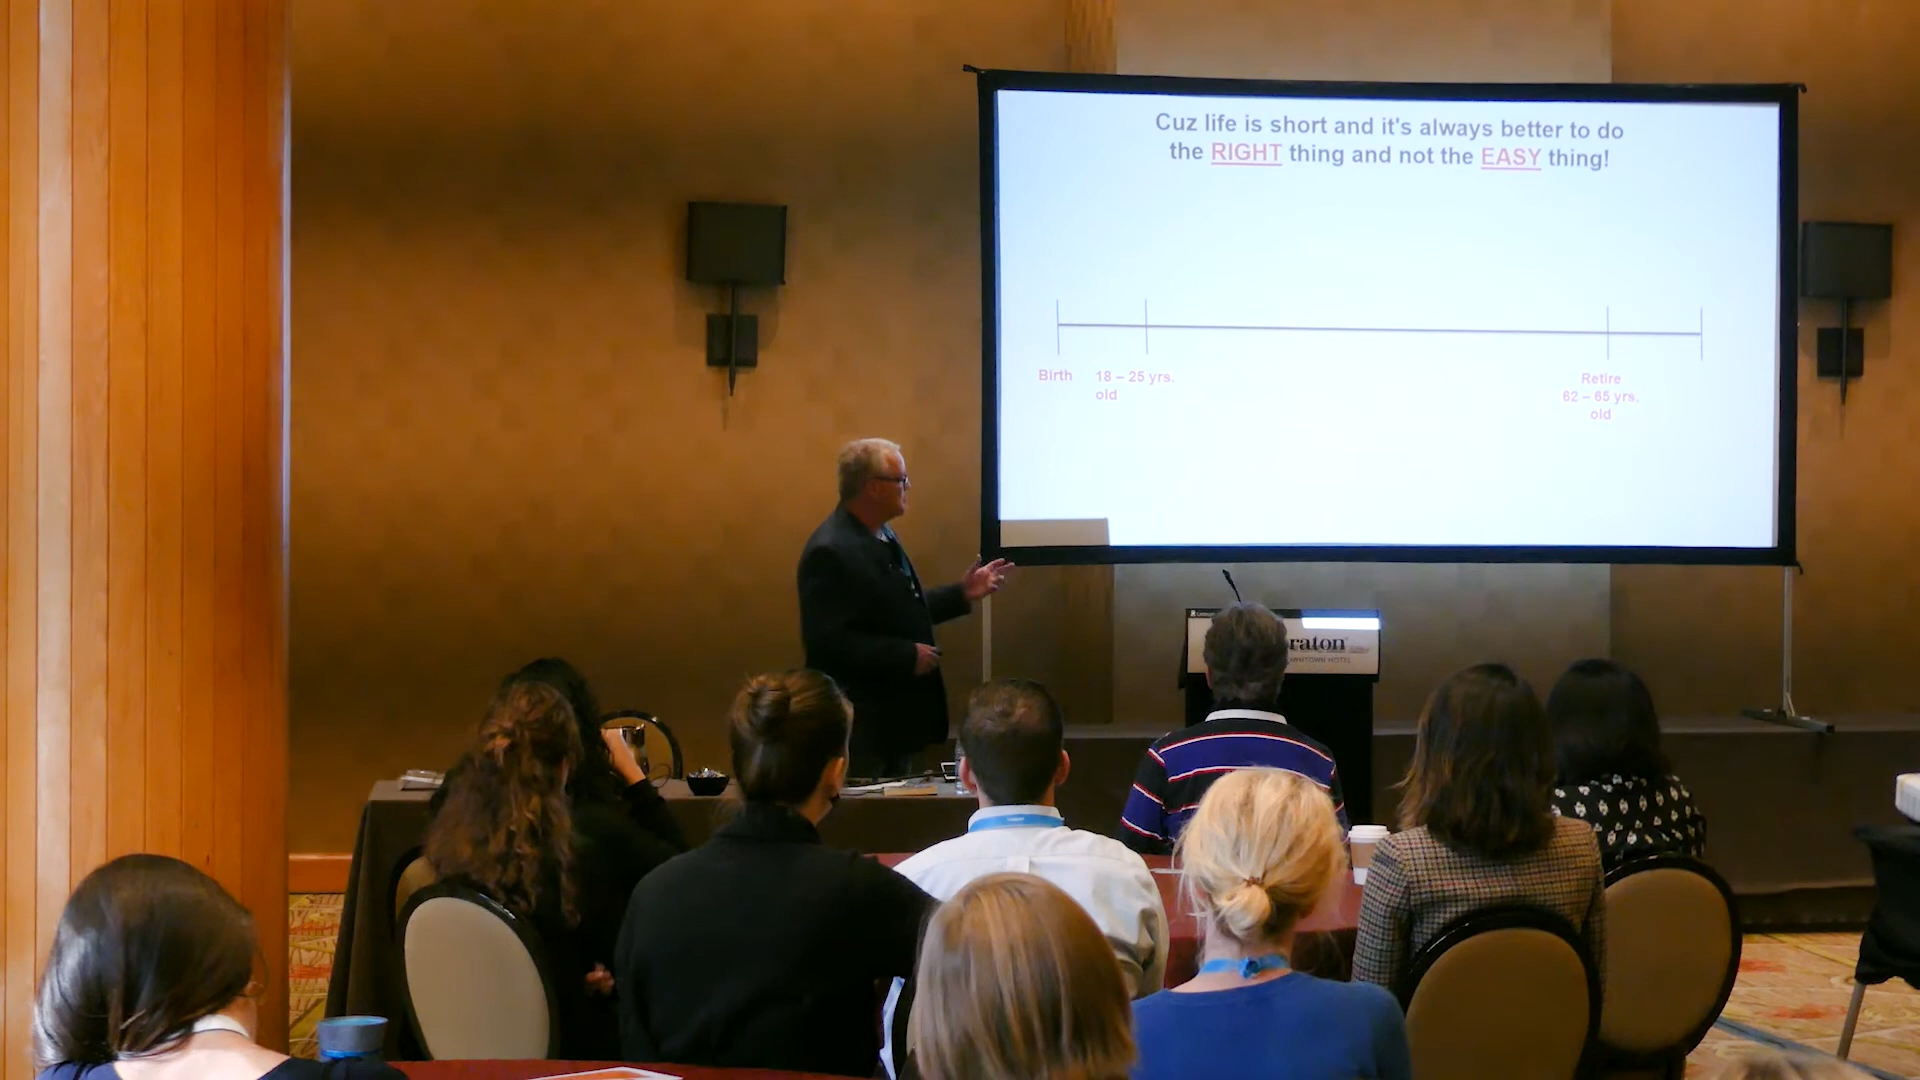 Cuz life is short and it's always better to do
the RIGHT thing and not the EASY thing!
Birth
18 – 25 yrs.
old
Retire
62 – 65 yrs.
old
raton
HOTEL